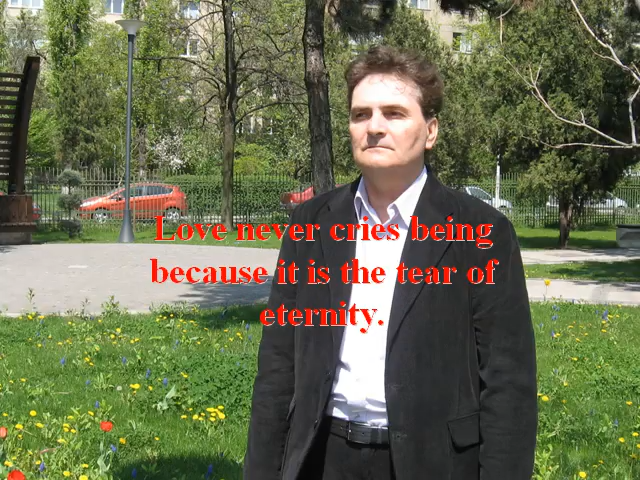 Love never cries being
because it is the tear of
eternity.